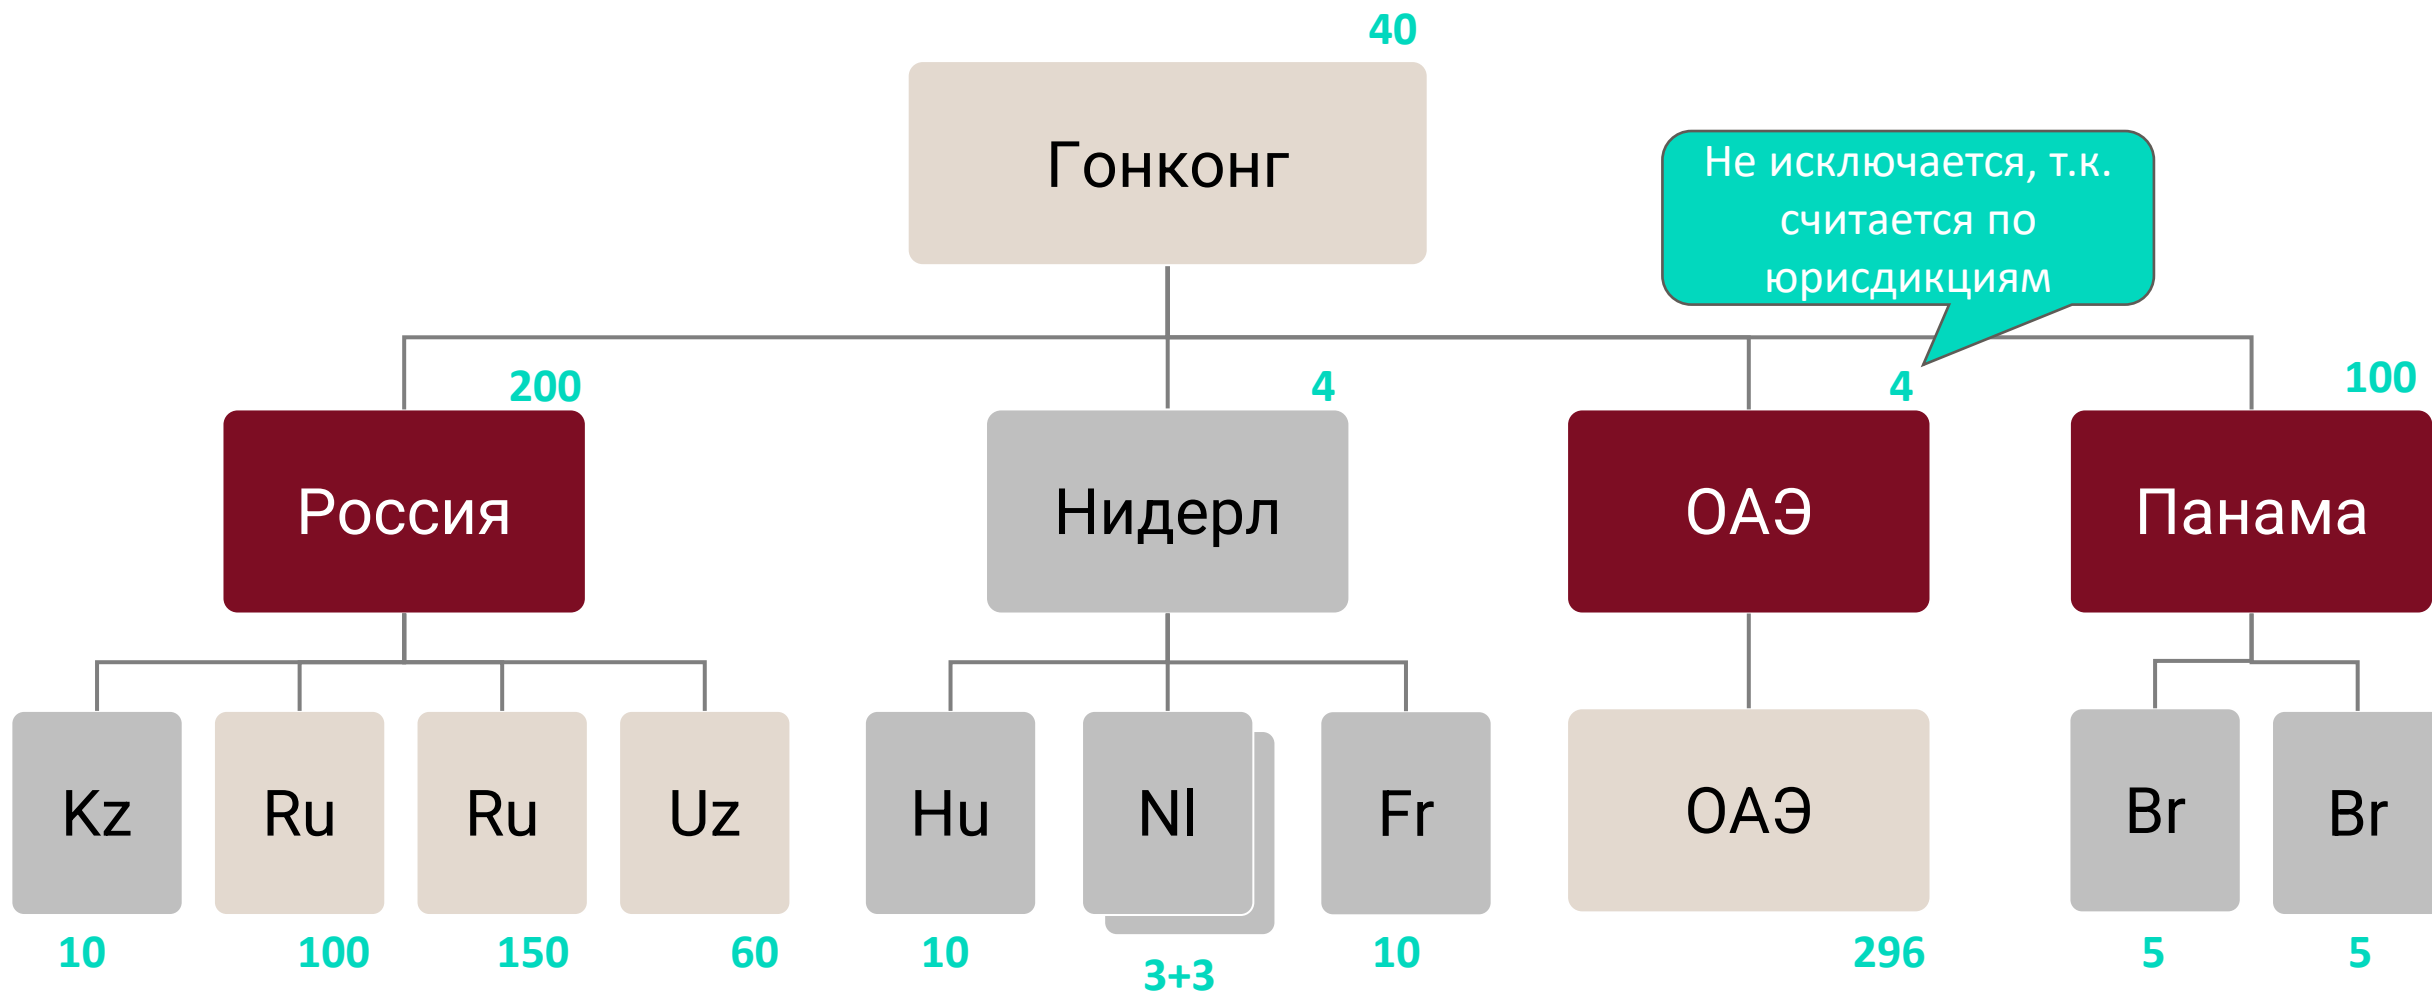 40
Гонконг
Не исключается, т.к.
считается по
юрисдикциям
200
4
4
100
Россия
Нидерл
ОАЭ
Панама
Kz
Ru
Ru
Uz
Hu
Nl
Fr
ОАЭ
Br
Br
10
100
150
60
10
3+3
10
296
5
5